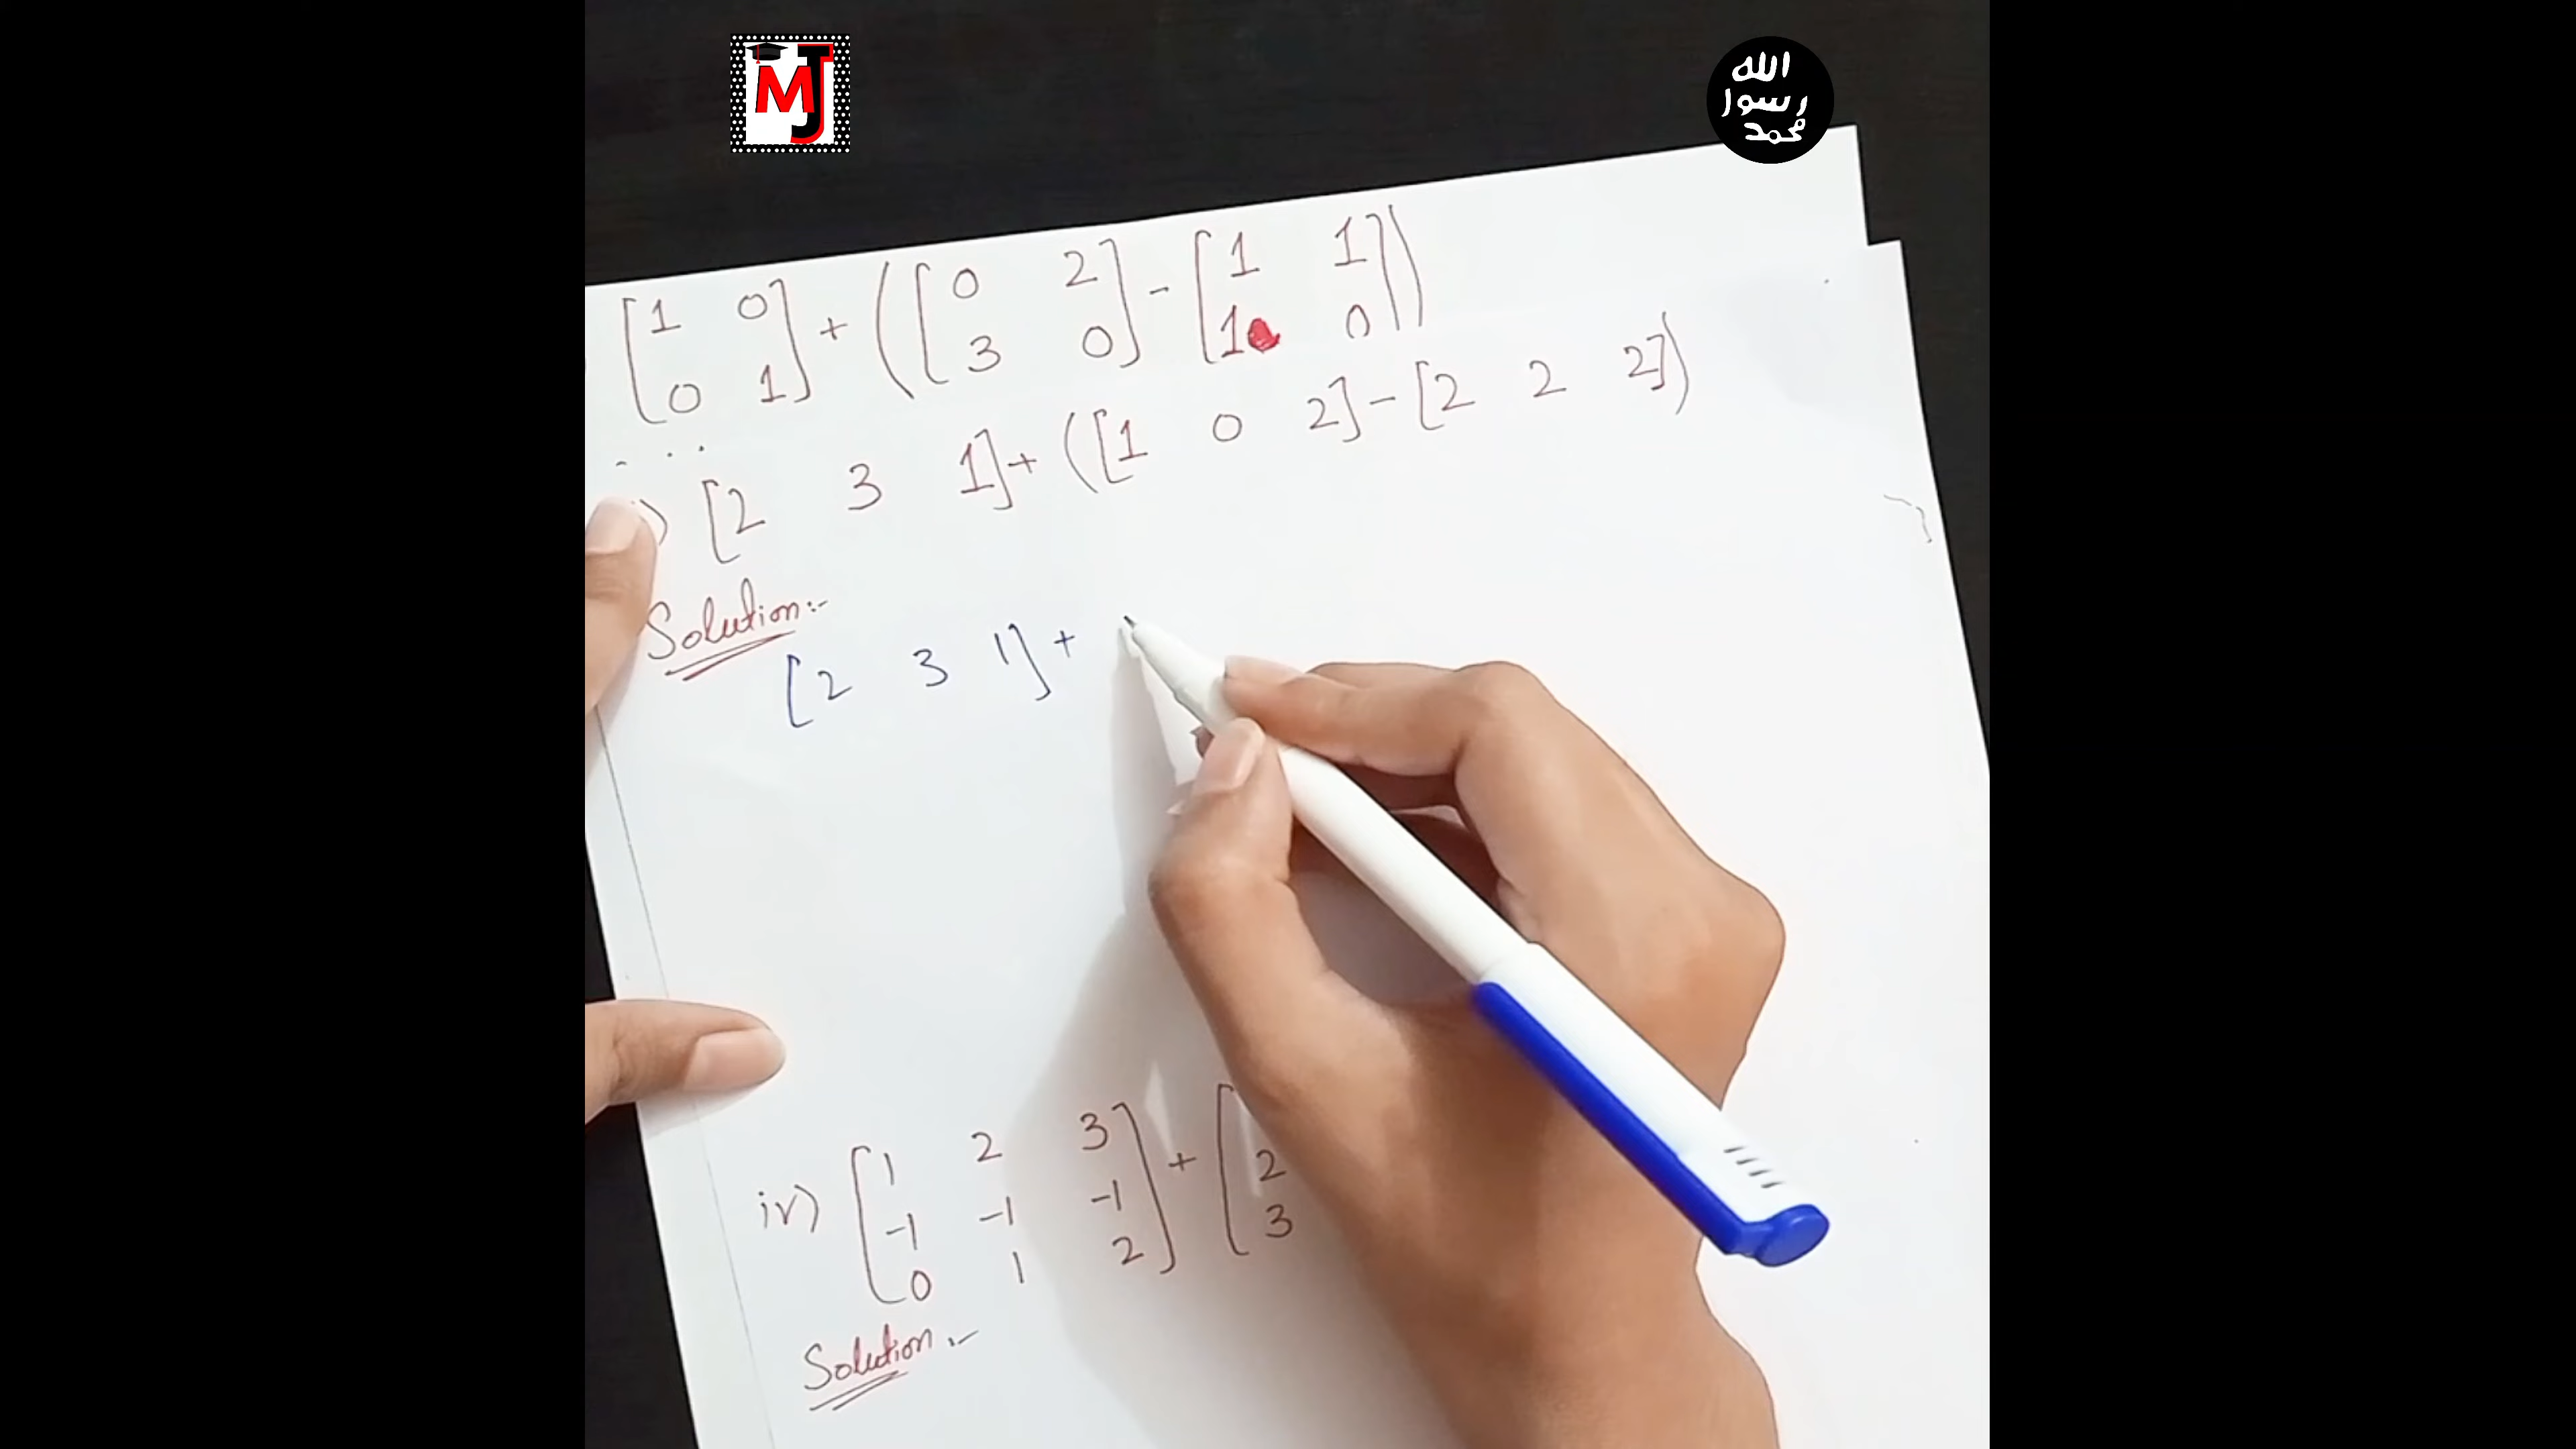 MJ
الله
رسول
محمد
[1 0
0 1] + ([0 2
3 0] - [1 1
1 0])
) [2 3 1] + ([1 0 2] - [2 2 2])
Solution:-
[2 3 1] +
iv) [1 2 3
-1 -1 -1
0 1 2] + [
2
3
Solution:-